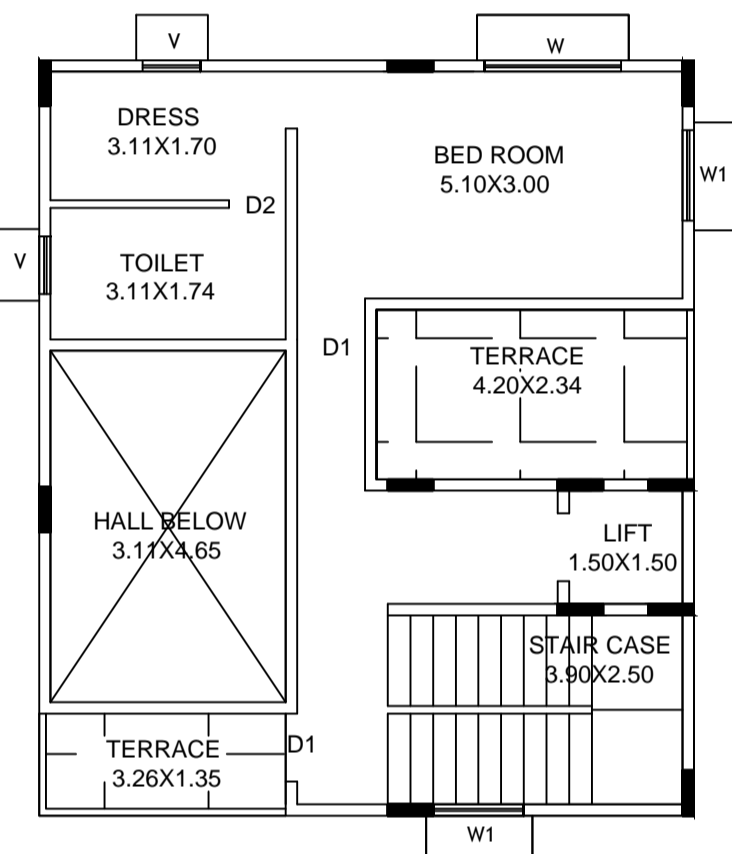 V
W
DRESS
3.11X1.70
BED ROOM
5.10X3.00
W1
D2
V
TOILET
3.11X1.74
D1
TERRACE
4.20X2.34
HALL BELOW
3.11X4.65
LIFT
1.50X1.50
STAIR CASE
3.90X2.50
TERRACE
3.26X1.35
D1
W1